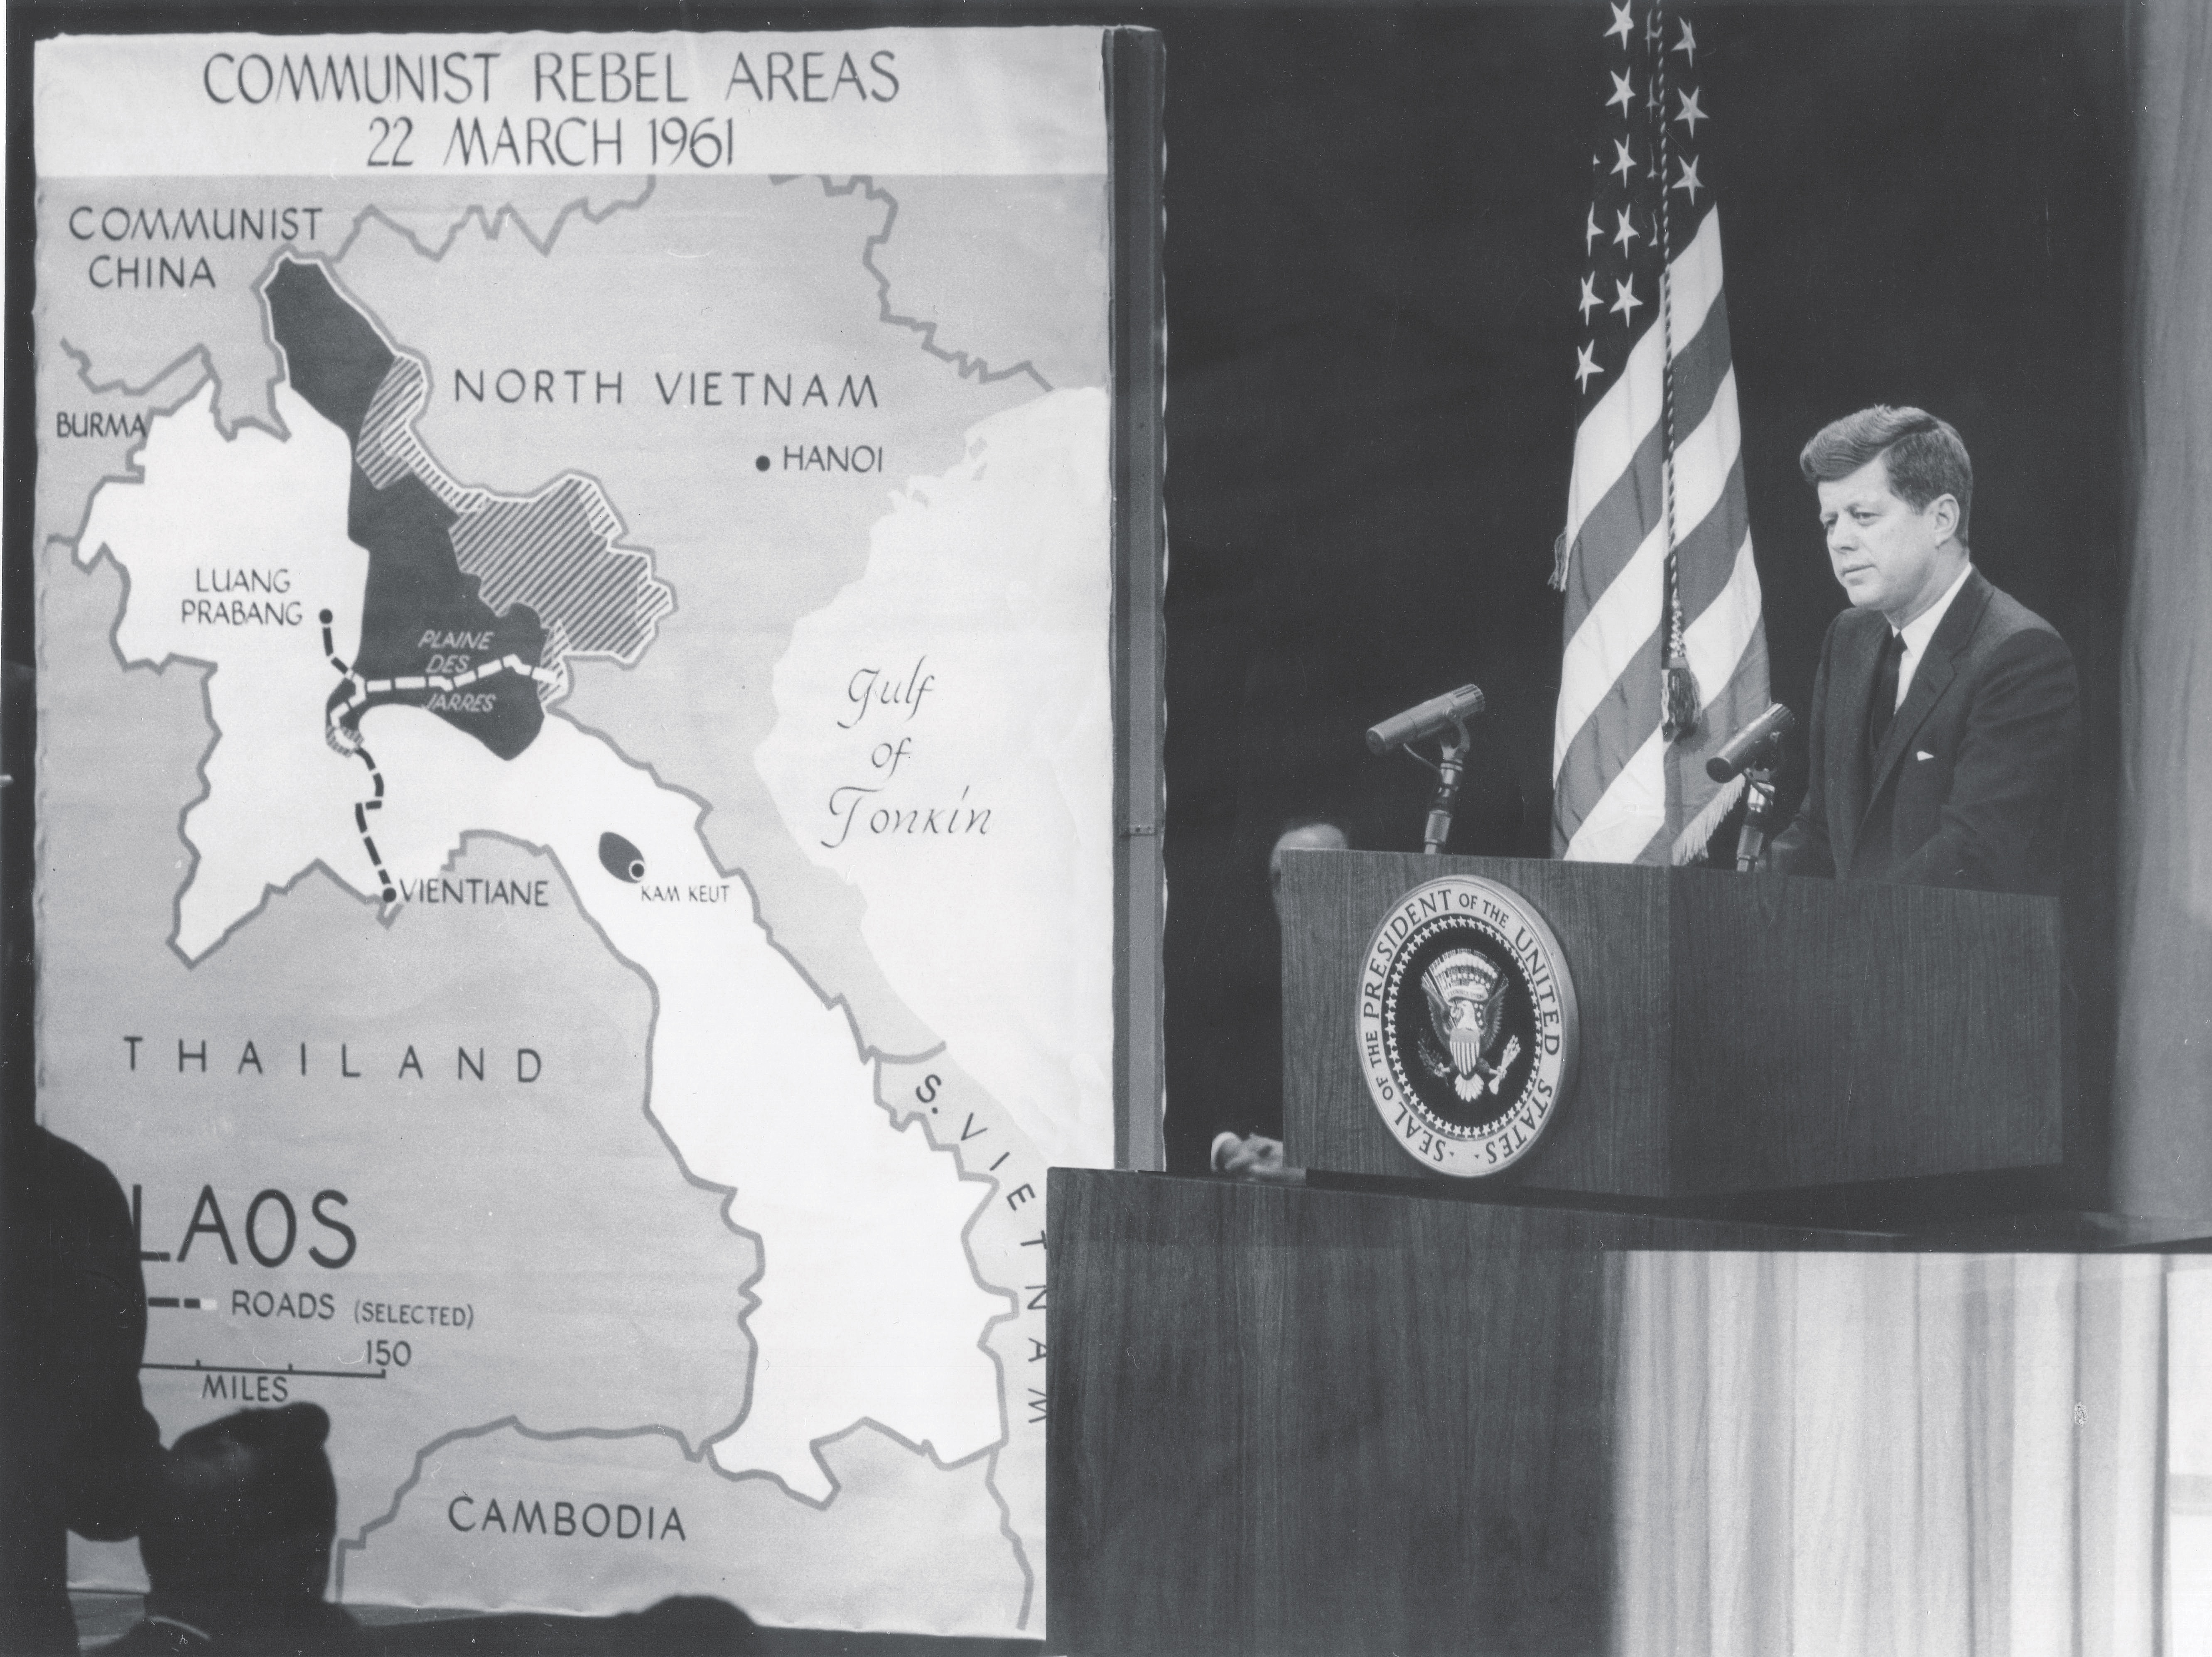 COMMUNIST REBEL AREAS
22 MARCH 1961
COMMUNIST
CHINA
NORTH VIETNAM
BURMA
HANOI
LUANG
PRABANG
PLAINE
DES
JARRES
Gulf
of
Tonkin
VIENTIANE
KAM KEUT
THAILAND
S. VIETNAM
LAOS
ROADS (SELECTED)
150
MILES
CAMBODIA
SEAL OF THE PRESIDENT OF THE UNITED STATES